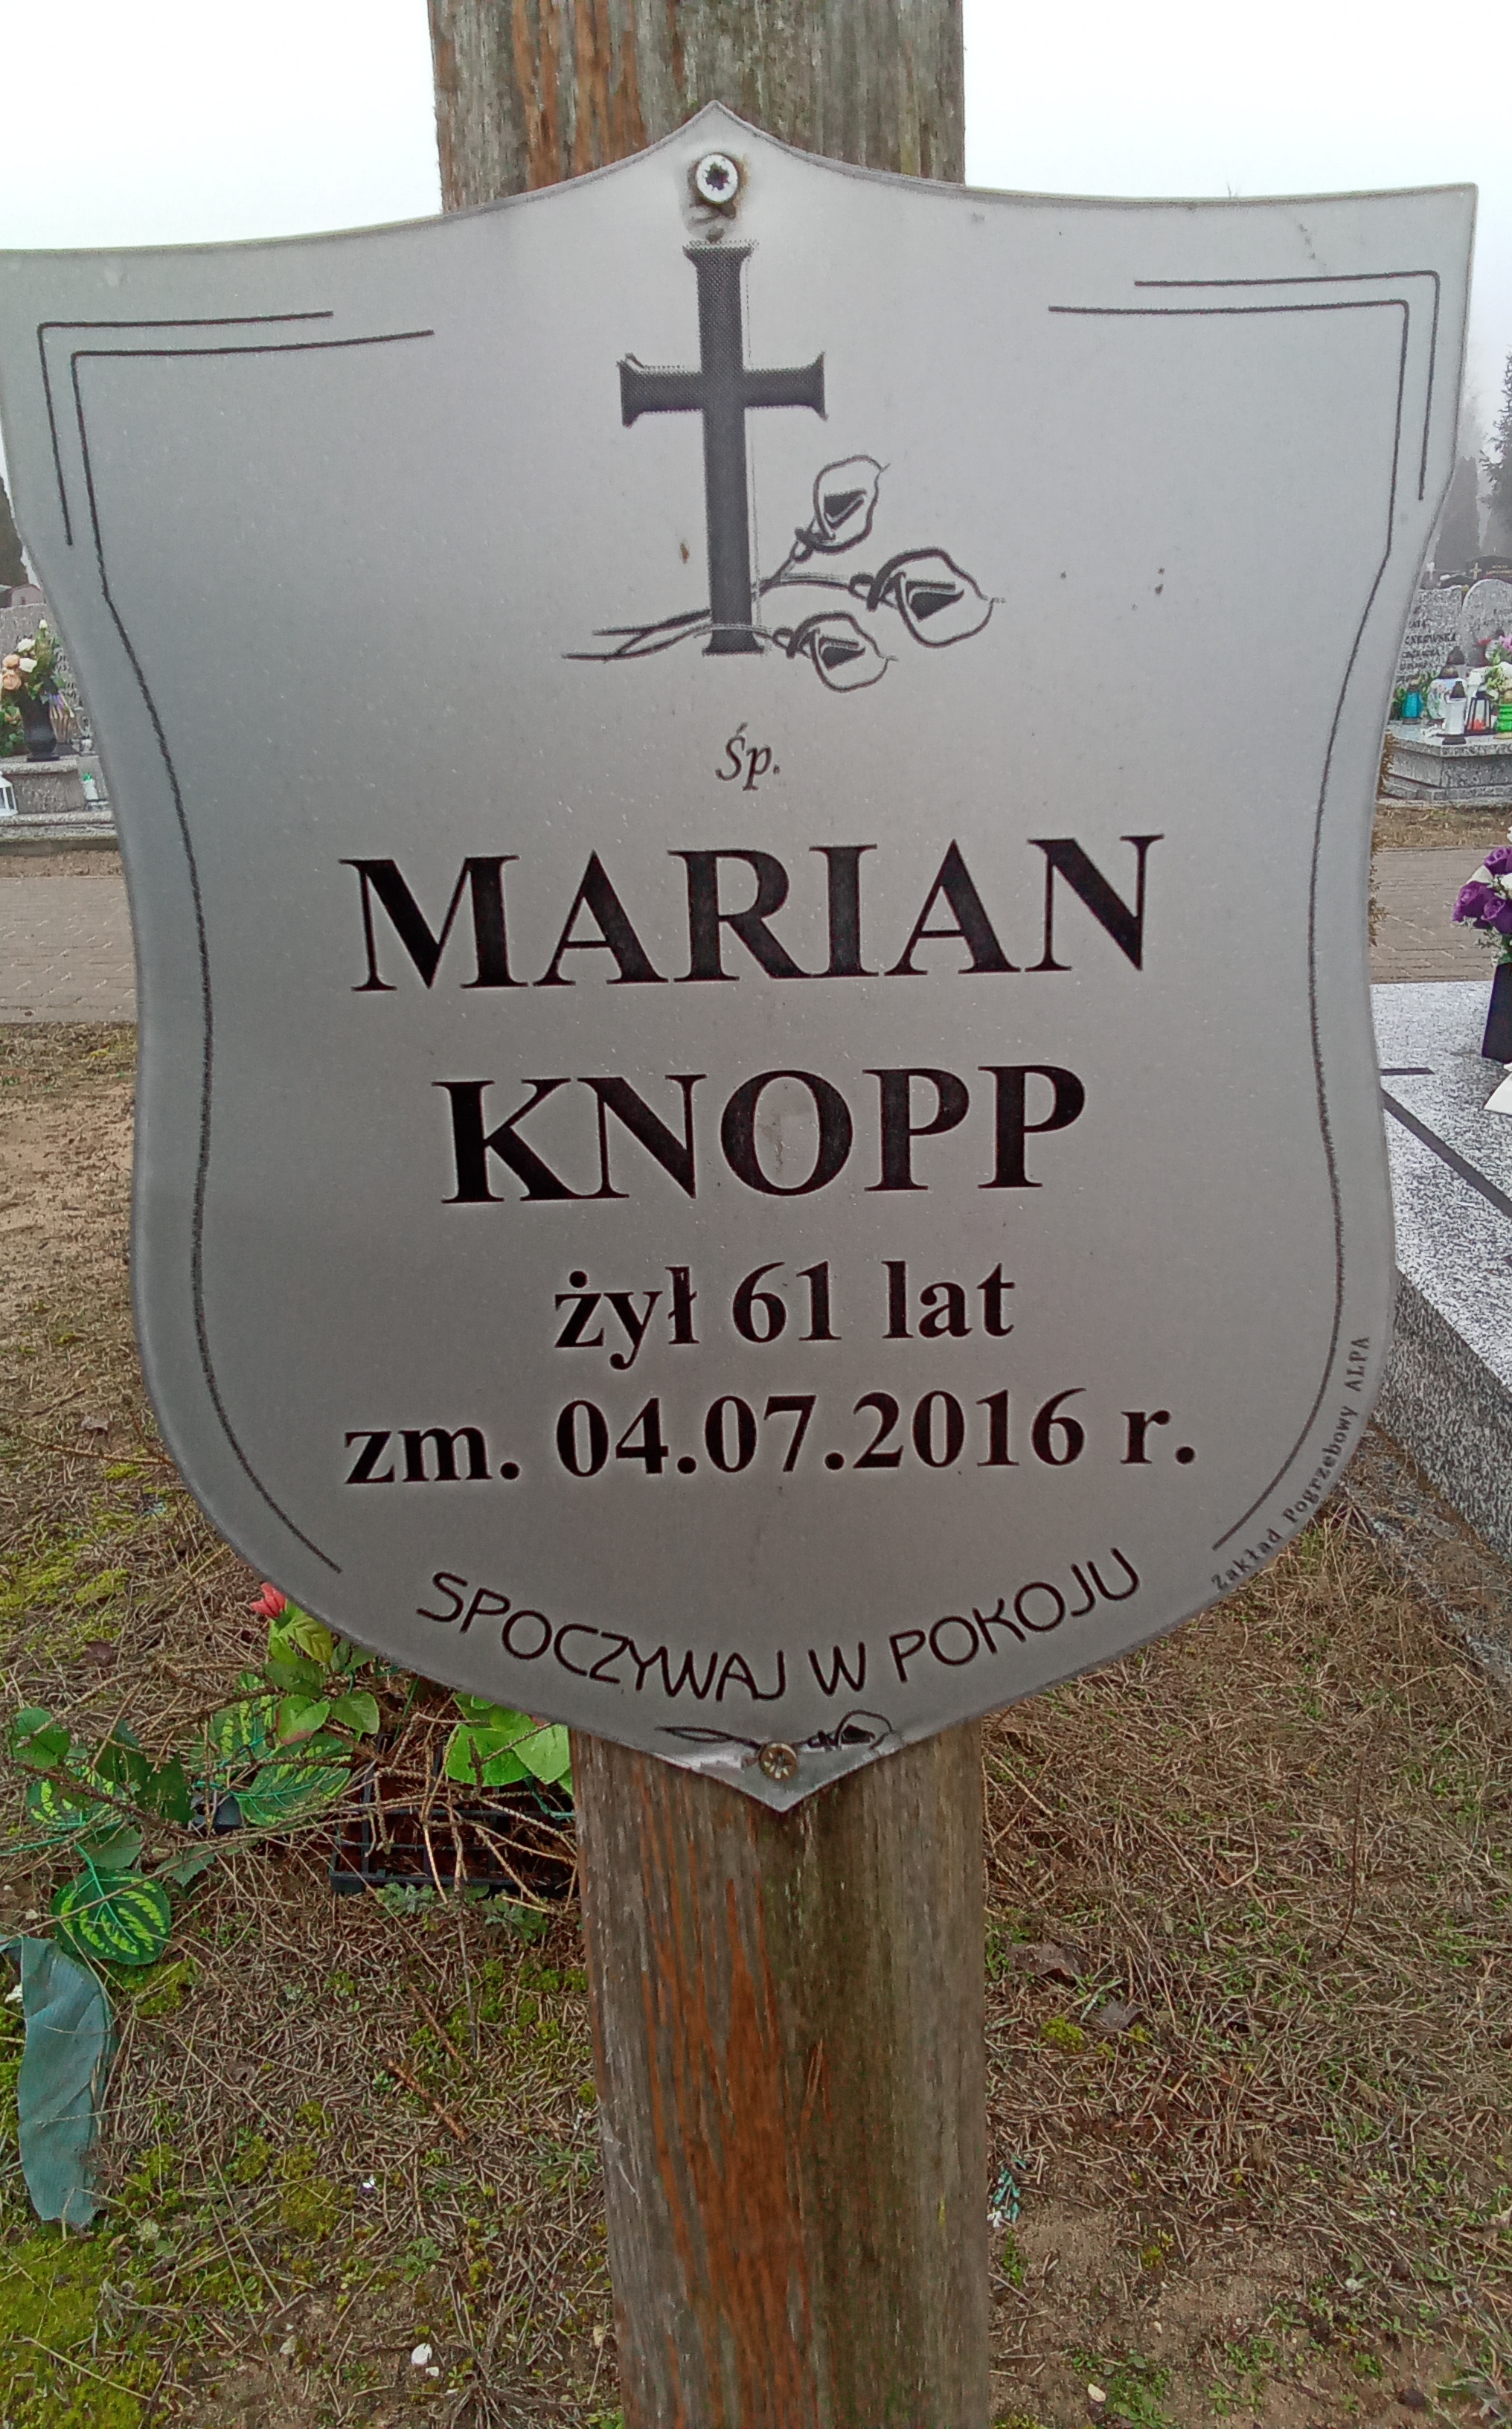 Śp.
MARIAN
KNOPP
żył 61 lat
zm. 04.07.2016 r.
SPOCZYWAJ W POKOJU
Zakład Pogrzebowy ALPA